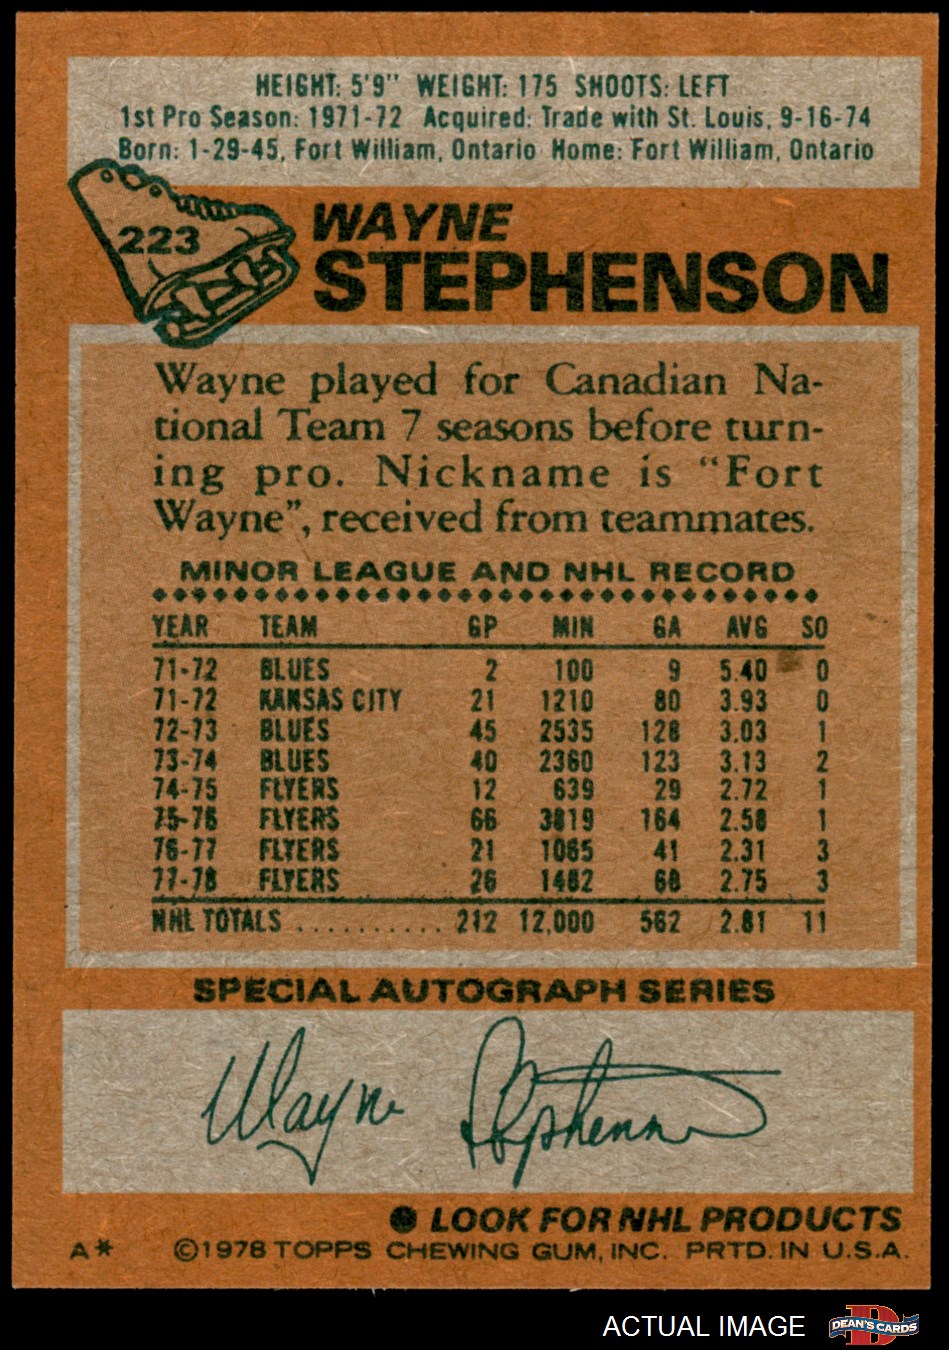 HEIGHT: 5'9" WEIGHT: 175 SHOOTS: LEFT
1st Pro Season: 1971-72 Acquired: Trade with St. Louis, 9-16-74
Born: 1-29-45, Fort William, Ontario Home: Fort William, Ontario
223
WAYNE
STEPHENSON
Wayne played for Canadian Na-
tional Team 7 seasons before turn-
ing pro. Nickname is "Fort
Wayne", received from teammates.
MINOR LEAGUE AND NHL RECORD
YEAR TEAM GP MIN GA AVG SO
71-72 BLUES 2 100 9 5.40 0
71-72 KANSAS CITY 21 1210 80 3.93 0
72-73 BLUES 45 2535 128 3.03 1
73-74 BLUES 40 2360 123 3.13 2
74-75 FLYERS 12 639 29 2.72 1
75-76 FLYERS 66 3819 164 2.58 1
76-77 FLYERS 21 1065 41 2.31 3
77-78 FLYERS 26 1482 68 2.75 3
NHL TOTALS .......... 212 12,000 562 2.81 11
SPECIAL AUTOGRAPH SERIES
Wayne Stephenson
LOOK FOR NHL PRODUCTS
A* ©1978 TOPPS CHEWING GUM, INC. PRTD. IN U.S.A.
ACTUAL IMAGE DEAN'S CARDS